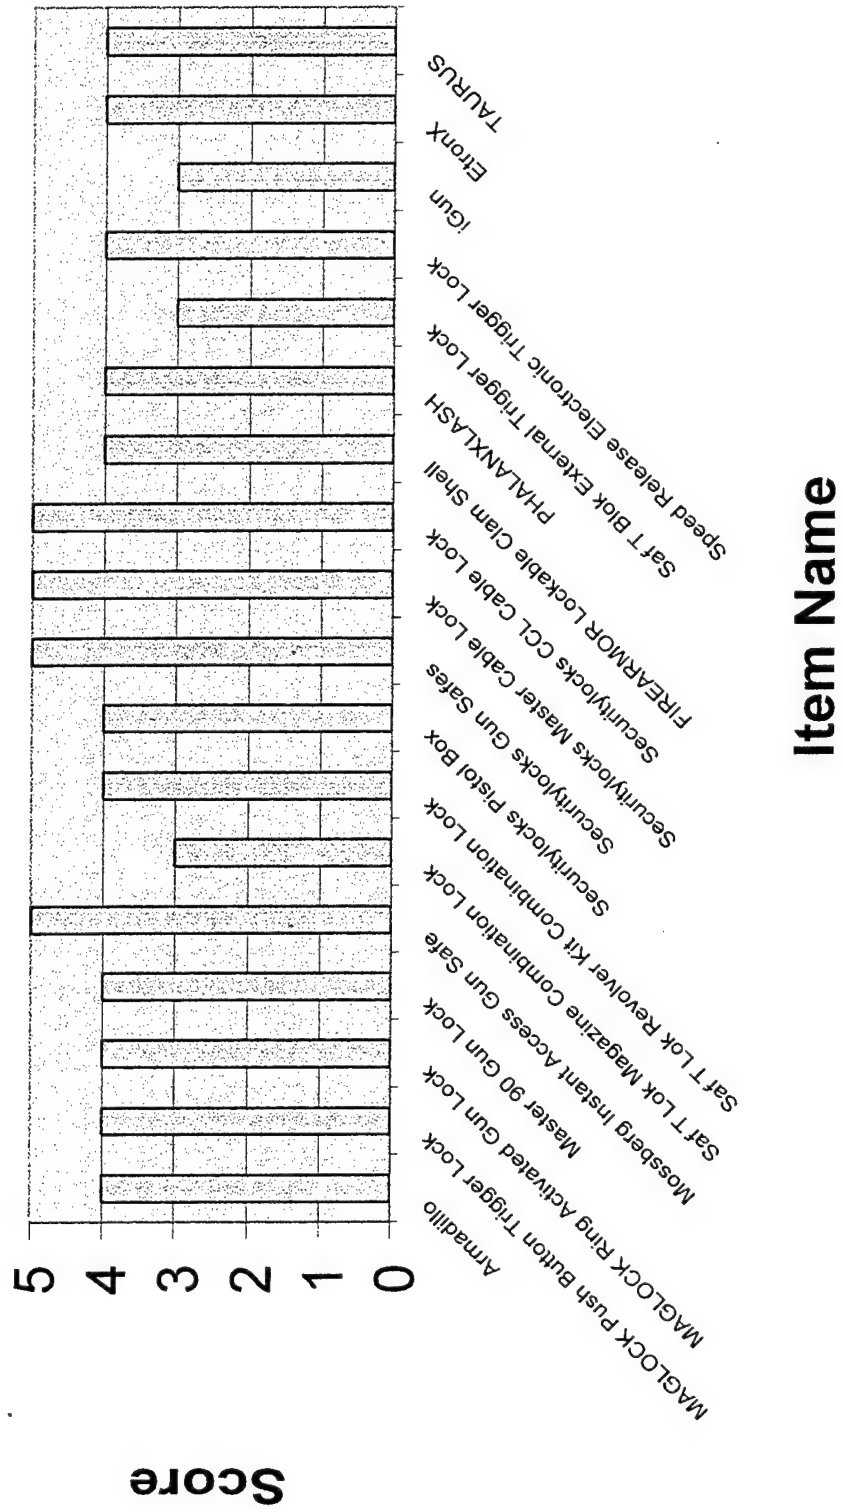 Score
5
4
3
2
1
0
Armadillo
MAGLOCK Push Button Trigger Lock
MAGLOCK Ring Activated Gun Lock
Master 90 Gun Lock
Mossberg Instant Access Gun Safe
Saf T Lok Magazine Combination Lock
Saf T Lok Revolver Kit Combination Lock
Securitylocks Pistol Box
Securitylocks Gun Safes
Securitylocks Master Cable Lock
Securitylocks CCL Cable Lock
FIREARMOR Lockable Clam Shell
PHALANXLASH
Saf T Blok External Trigger Lock
Speed Release Electronic Trigger Lock
iGun
EtronX
TAURUS
Item Name